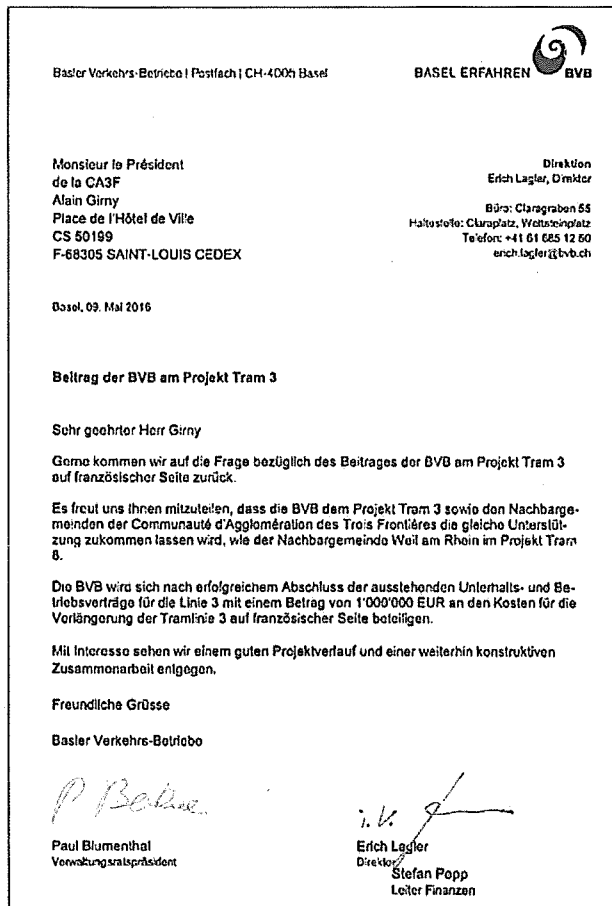 Basler Verkehrs-Betriebe | Postfach | CH-4005 Basel
BASEL ERFAHREN BVB
Monsieur le Président
de la CA3F
Alain Girny
Place de l'Hôtel de Ville
CS 50199
F-68305 SAINT-LOUIS CEDEX
Direktion
Erich Lagler, Direktor
Büro: Claragraben 55
Haltestelle: Claraplatz, Wettsteinplatz
Telefon: +41 61 685 12 50
erich.lagler@bvb.ch
Basel, 09. Mai 2016
Beitrag der BVB am Projekt Tram 3
Sehr geehrter Herr Girny
Gerne kommen wir auf die Frage bezüglich des Beitrages der BVB am Projekt Tram 3
auf französischer Seite zurück.
Es freut uns Ihnen mitzuteilen, dass die BVB dem Projekt Tram 3 sowie den Nachbarge-
meinden der Communauté d'Agglomération des Trois Frontières die gleiche Unterstüt-
zung zukommen lassen wird, wie der Nachbargemeinde Weil am Rhein im Projekt Tram
8.
Die BVB wird sich nach erfolgreichem Abschluss der ausstehenden Unterhalts- und Be-
triebsverträge für die Linie 3 mit einem Betrag von 1'000'000 EUR an den Kosten für die
Verlängerung der Tramlinie 3 auf französischer Seite beteiligen.
Mit Interesse sehen wir einem guten Projektverlauf und einer weiterhin konstruktiven
Zusammenarbeit entgegen.
Freundliche Grüsse
Basler Verkehrs-Betriebe
i.V.
Paul Blumenthal
Verwaltungsratspräsident
Erich Lagler
Direktor
Stefan Popp
Leiter Finanzen